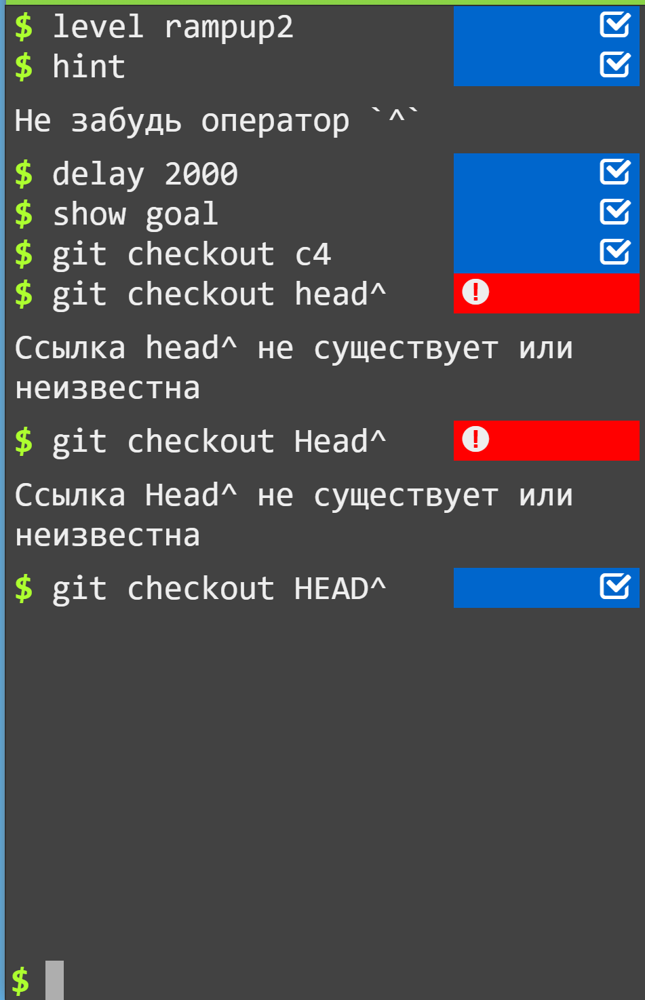 $ level rampup2
$ hint
Не забудь оператор `^`
$ delay 2000
$ show goal
$ git checkout c4
$ git checkout head^
Ссылка head^ не существует или
неизвестна
$ git checkout Head^
Ссылка Head^ не существует или
неизвестна
$ git checkout HEAD^
$